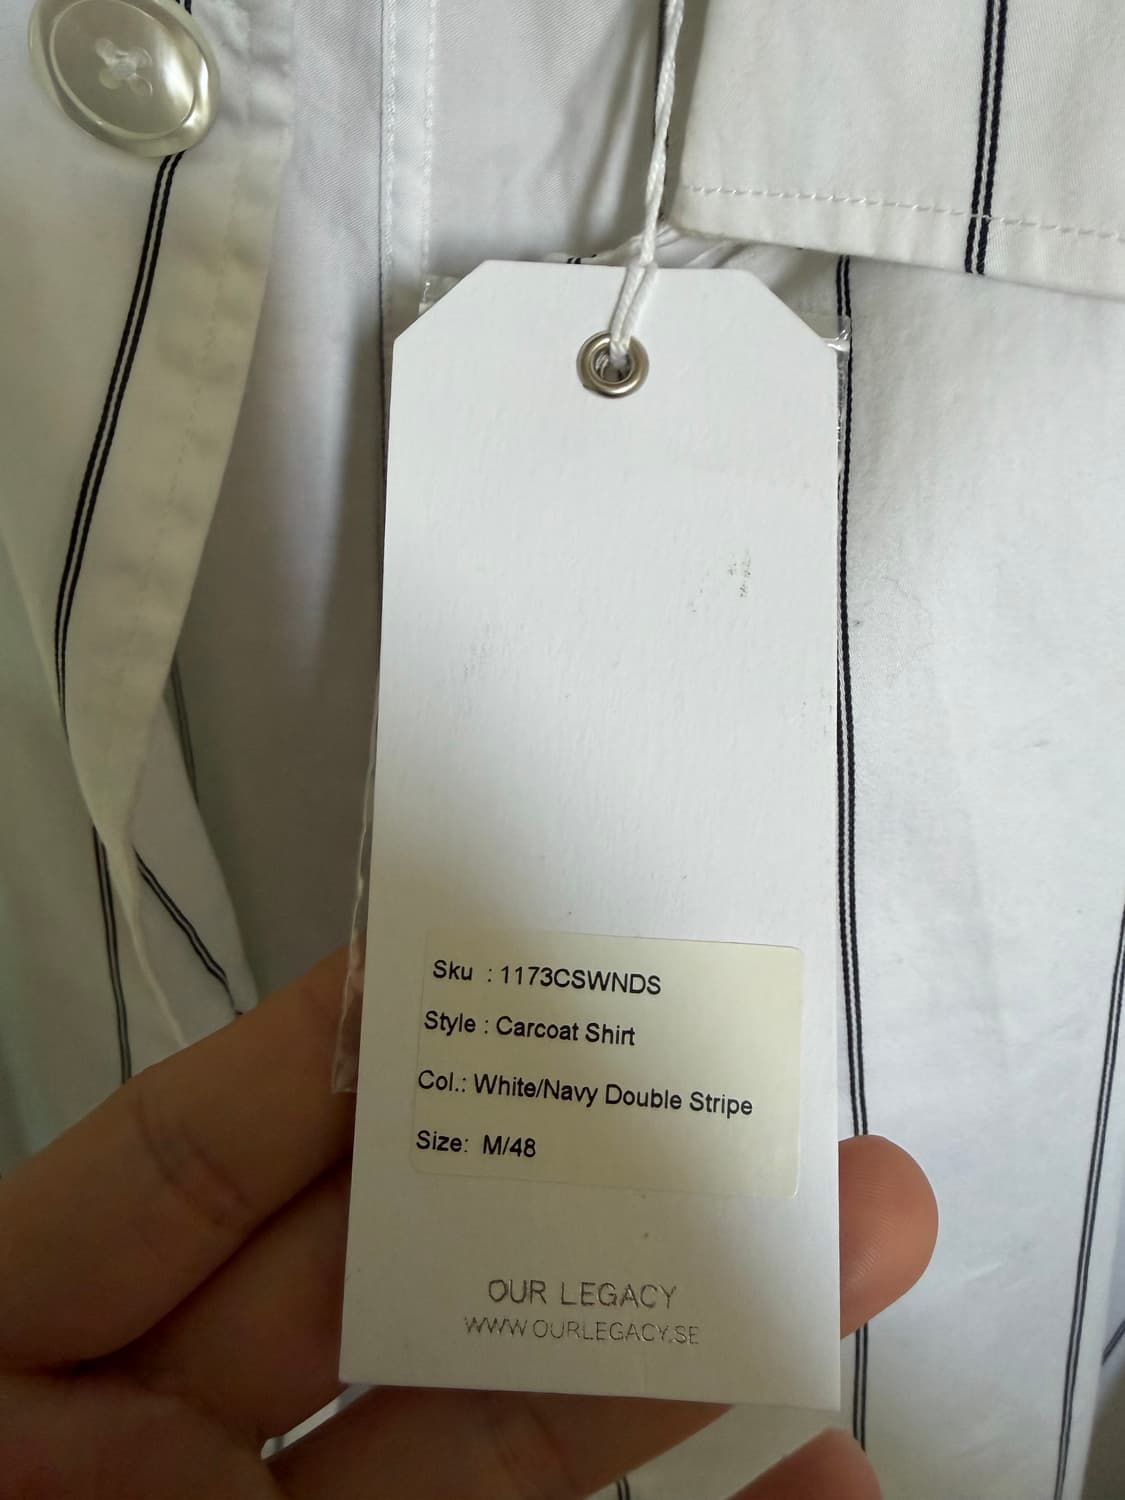 Sku : 1173CSWNDS
Style : Carcoat Shirt
Col.: White/Navy Double Stripe
Size: M/48
OUR LEGACY
WWW.OURLEGACY.SE